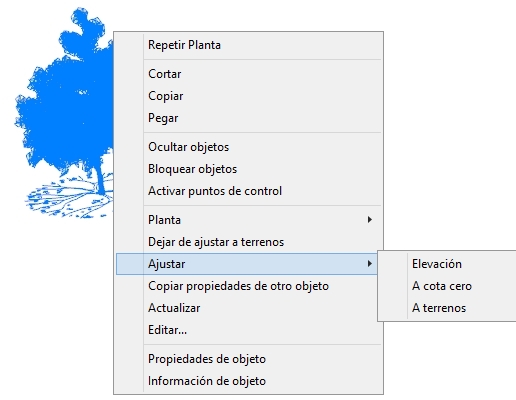 Repetir Planta
Cortar
Copiar
Pegar
Ocultar objetos
Bloquear objetos
Activar puntos de control
Planta
Dejar de ajustar a terrenos
Ajustar
Copiar propiedades de otro objeto
Actualizar
Editar...
Propiedades de objeto
Información de objeto
Elevación
A cota cero
A terrenos